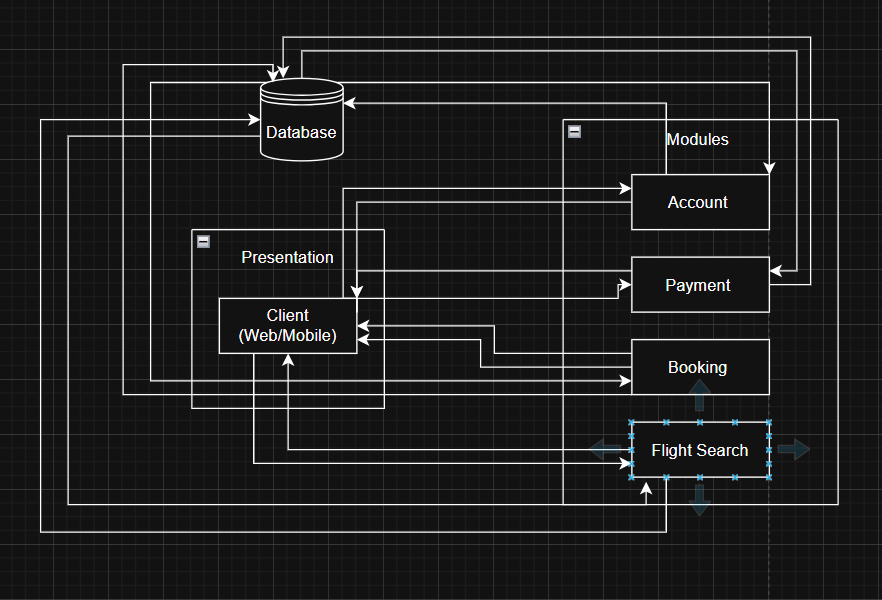 Database
Modules
Account
Presentation
Payment
Client
(Web/Mobile)
Booking
Flight Search